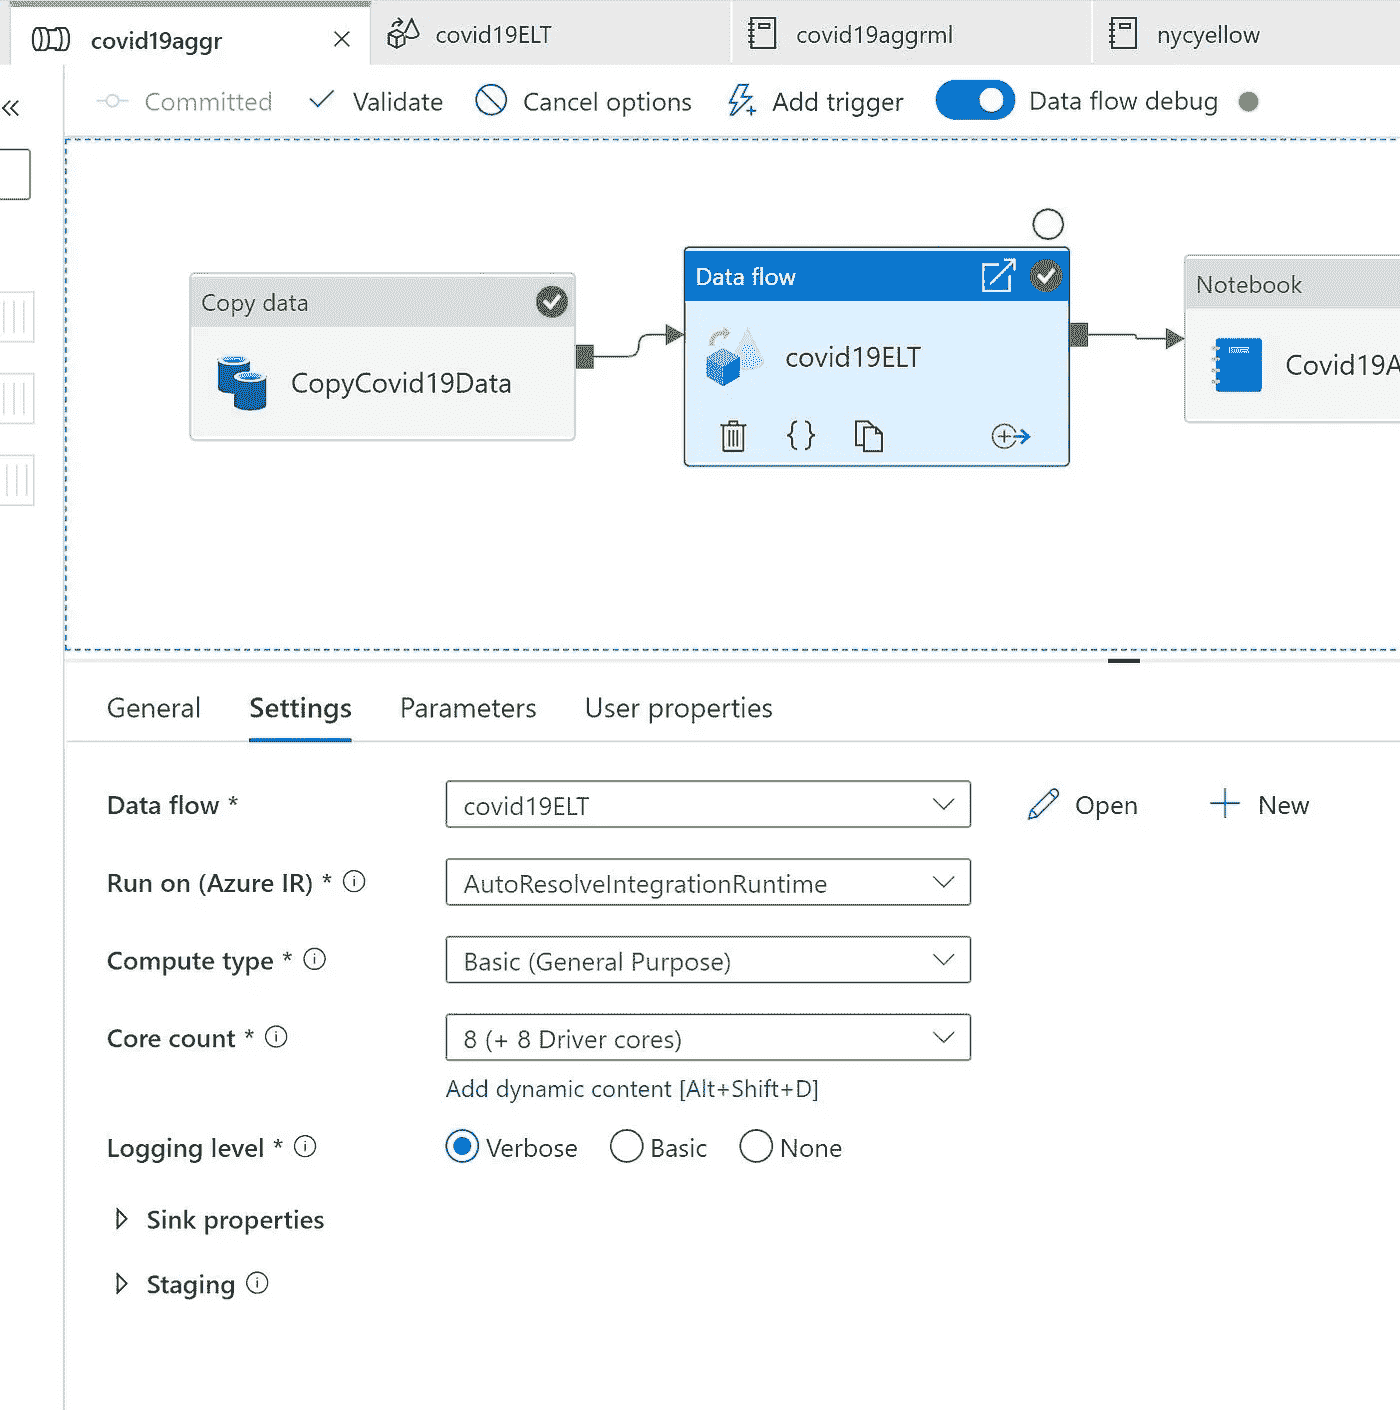 covid19aggr covid19ELT covid19aggrml nycyellow
Committed Validate Cancel options Add trigger Data flow debug
Copy data
CopyCovid19Data
Data flow
covid19ELT
Notebook
Covid19A
General Settings Parameters User properties
Data flow * covid19ELT Open New
Run on (Azure IR) * AutoResolveIntegrationRuntime
Compute type * Basic (General Purpose)
Core count * 8 (+ 8 Driver cores)
Add dynamic content [Alt+Shift+D]
Logging level * Verbose Basic None
Sink properties
Staging